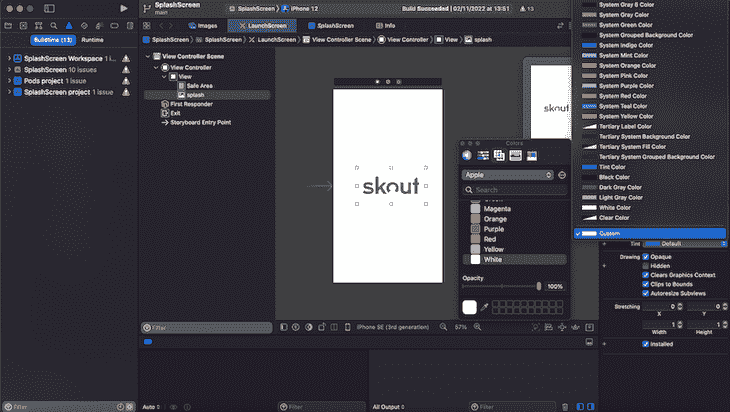 SplashScreen
main
SplashScreen
iPhone 12
Build Succeeded
02/11/2022 at 13:51
13
Images
LaunchScreen
SplashScreen
Info
SplashScreen
SplashScreen
LaunchScreen
View Controller Scene
View Controller
View
splash
Buildtime (13)
SplashScreen Workspace 1 i...
SplashScreen 10 issues
Pods project 1 issue
SplashScreen project 1 issue
View Controller Scene
View Controller
View
Safe Area
splash
First Responder
Exit
Storyboard Entry Point
skout
skout
Colors
Apple
Search
Magenta
Orange
Purple
Red
Yellow
White
Opacity
100%
System Gray 6 Color
System Gray Color
System Green Color
System Grouped Background Color
System Indigo Color
System Mint Color
System Orange Color
System Pink Color
System Purple Color
System Red Color
System Teal Color
System Yellow Color
Tertiary Label Color
Tertiary System Background Color
Tertiary System Fill Color
Tertiary System Grouped Background Color
Tint Color
Black Color
Dark Gray Color
Light Gray Color
White Color
Clear Color
Custom
Tint
Default
Drawing
Opaque
Hidden
Clears Graphics Context
Clips to Bounds
Autoresize Subviews
Stretching
0
0
X
Y
1
1
Width
Height
Installed
Filter
iPhone SE (3rd generation)
57%
Filter
Auto
Filter
All Output
Filter